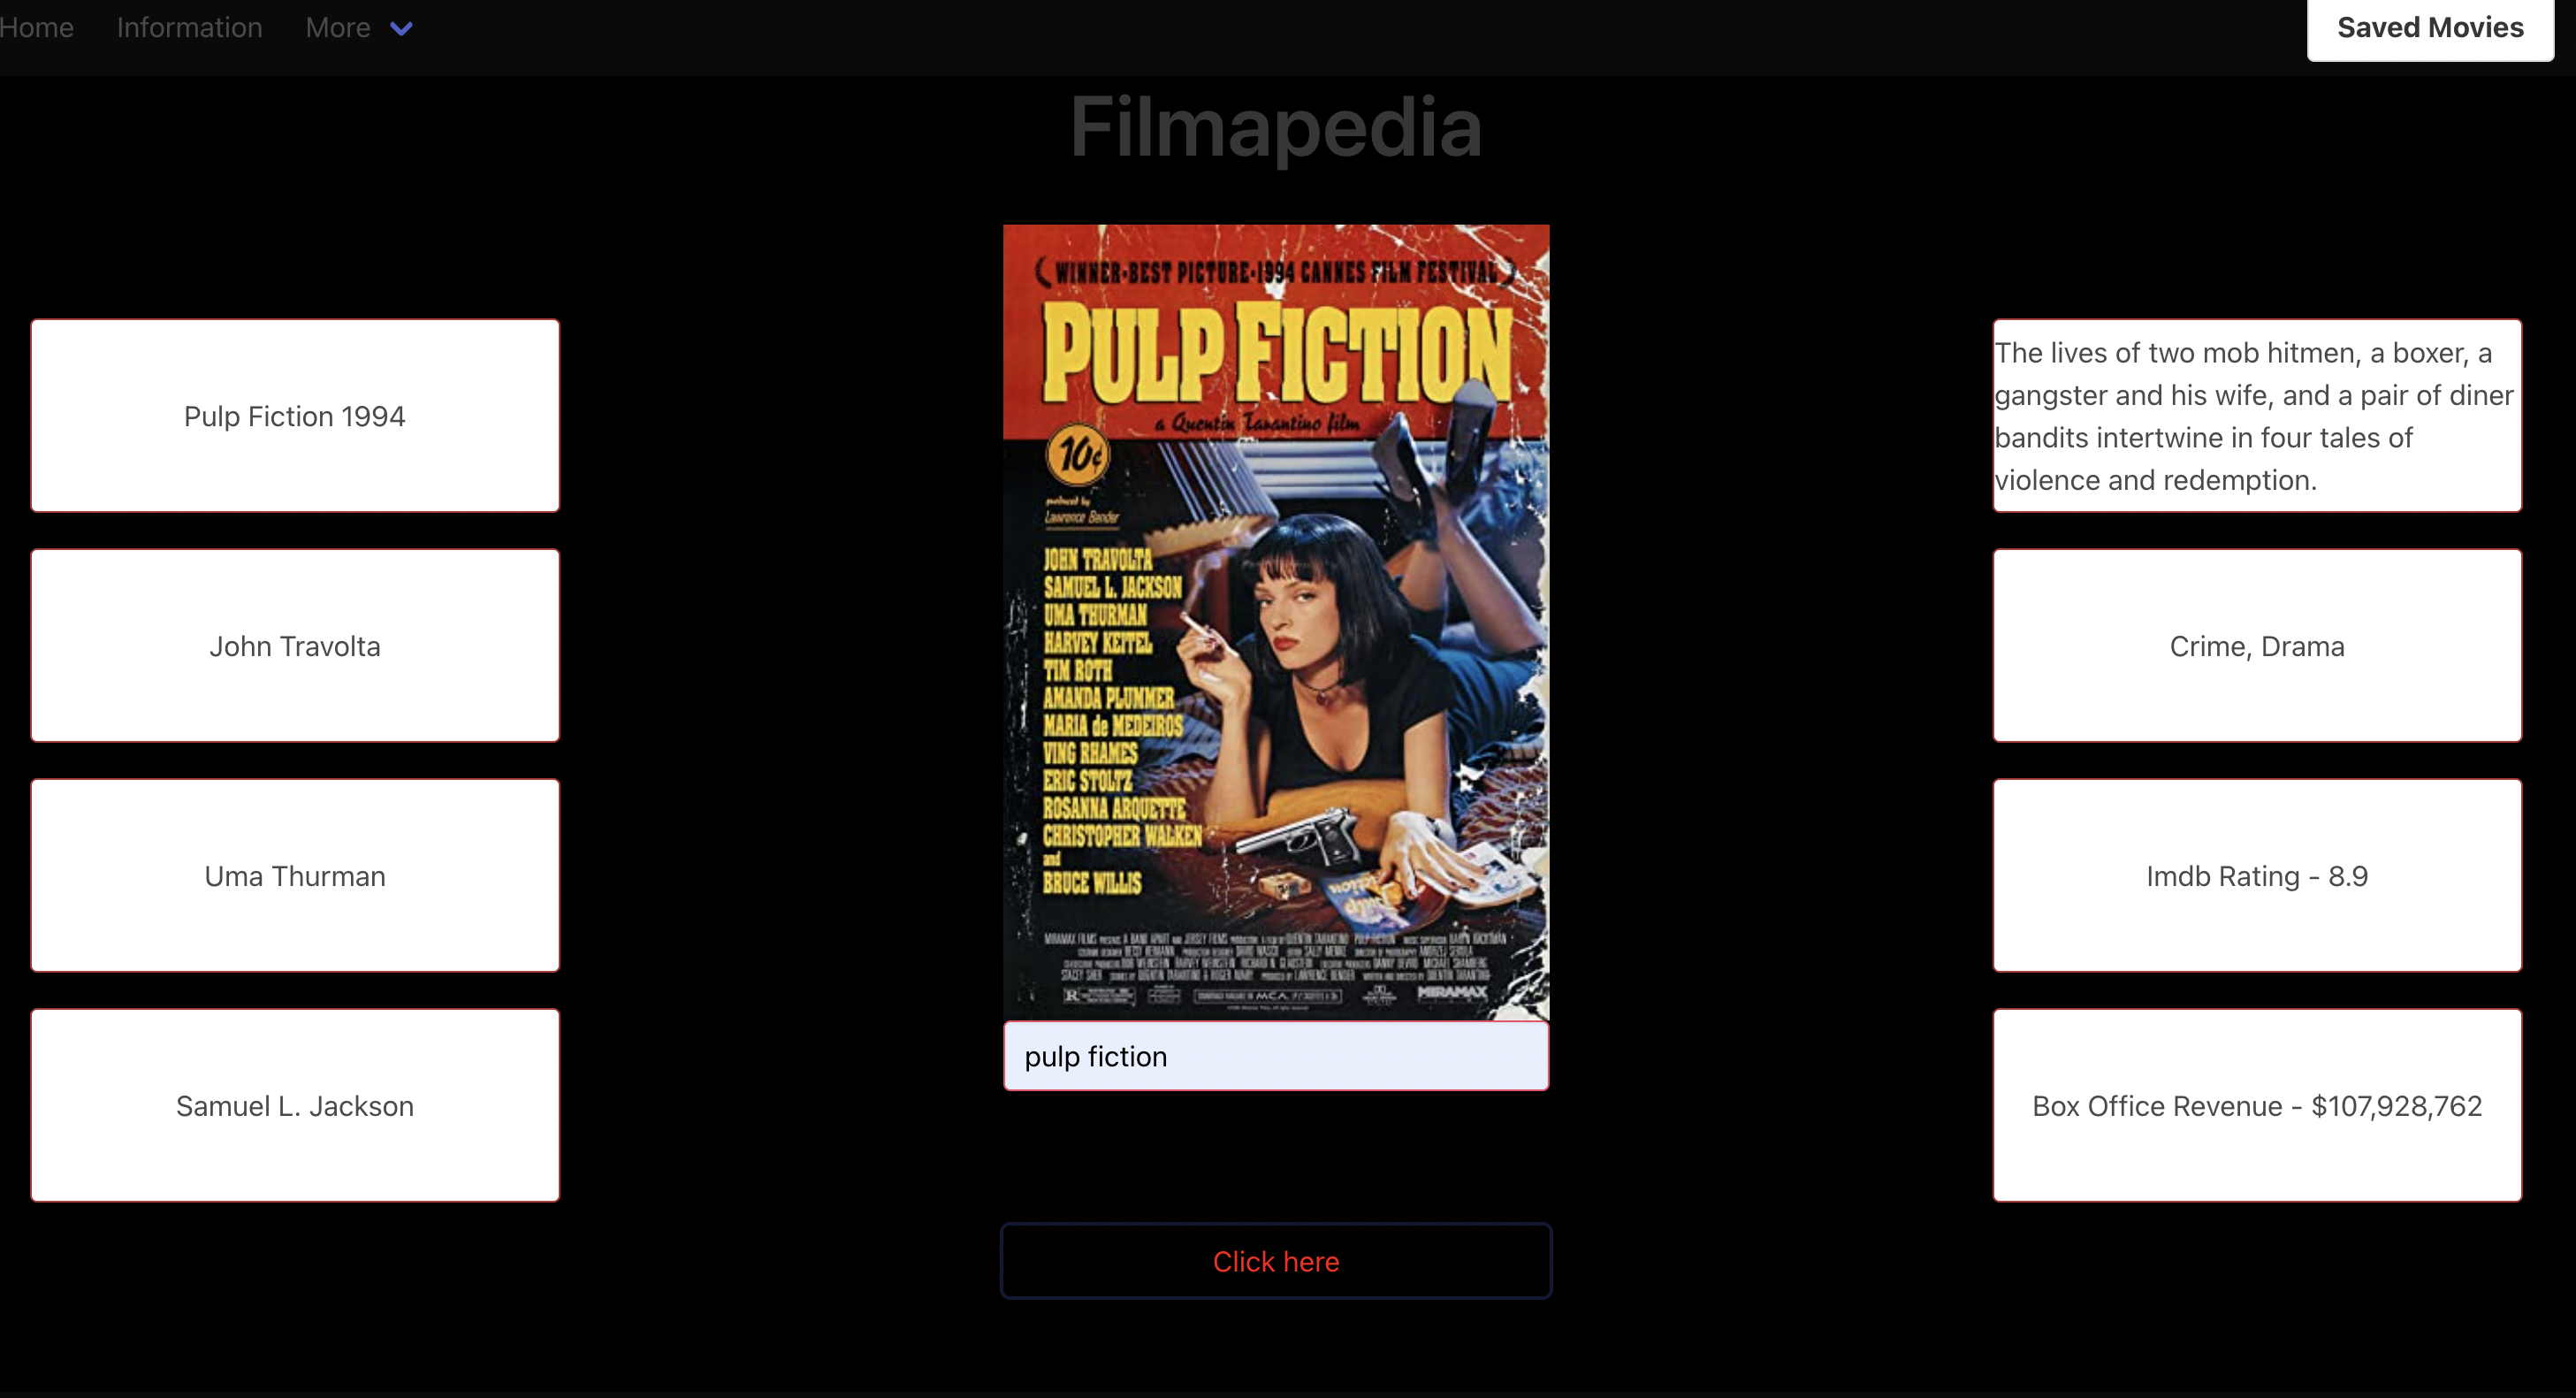 Home Information More
Saved Movies
Filmapedia
Pulp Fiction 1994
John Travolta
Uma Thurman
Samuel L. Jackson
WINNER-BEST PICTURE-1994 CANNES FILM FESTIVAL
PULP FICTION
a Quentin Tarantino film
10¢
produced by
Lawrence Bender
JOHN TRAVOLTA
SAMUEL L. JACKSON
UMA THURMAN
HARVEY KEITEL
TIM ROTH
AMANDA PLUMMER
MARIA de MEDEIROS
VING RHAMES
ERIC STOLTZ
ROSANNA ARQUETTE
CHRISTOPHER WALKEN
and
BRUCE WILLIS
R
MCA
MIRAMAX
pulp fiction
Click here
The lives of two mob hitmen, a boxer, a
gangster and his wife, and a pair of diner
bandits intertwine in four tales of
violence and redemption.
Crime, Drama
Imdb Rating - 8.9
Box Office Revenue - $107,928,762